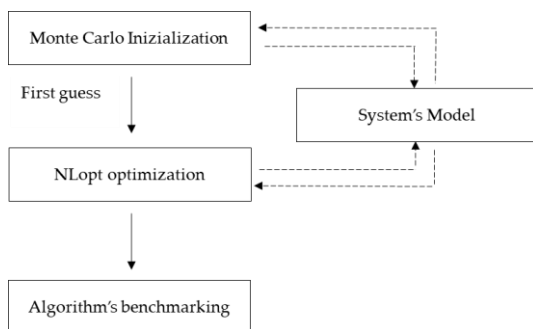 Monte Carlo Inizialization
First guess
System's Model
NLopt optimization
Algorithm's benchmarking